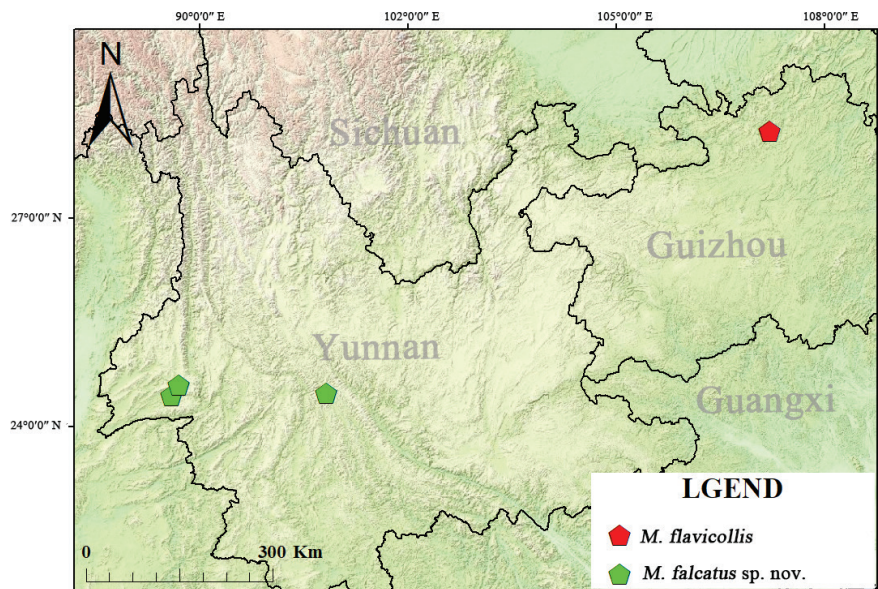 90°0'0" E 102°0'0" E 105°0'0" E 108°0'0" E
N
Sichuan
27°0'0" N
Guizhou
Yunnan
Guangxi
24°0'0" N
LGEND
M. flavicollis
M. falcatus sp. nov.
0 300 Km